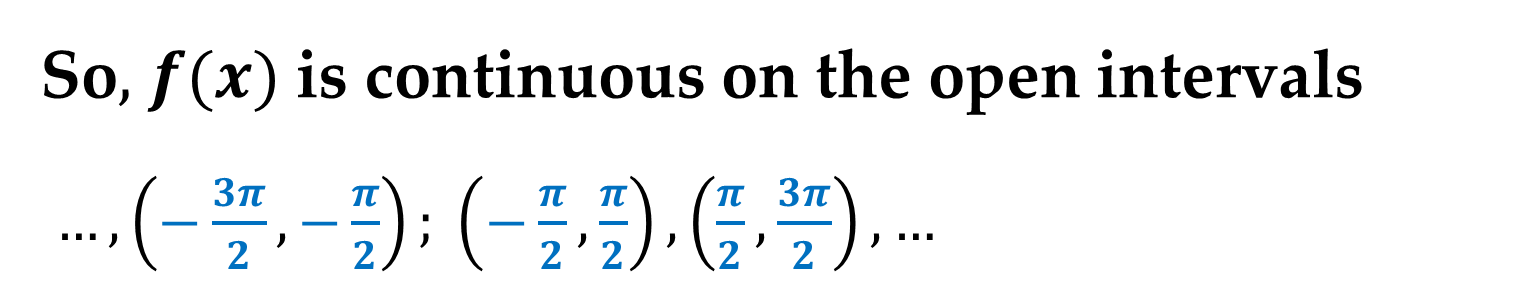 So, f(x) is continuous on the open intervals
…, (−3π/2, −π/2); (−π/2, π/2), (π/2, 3π/2), …